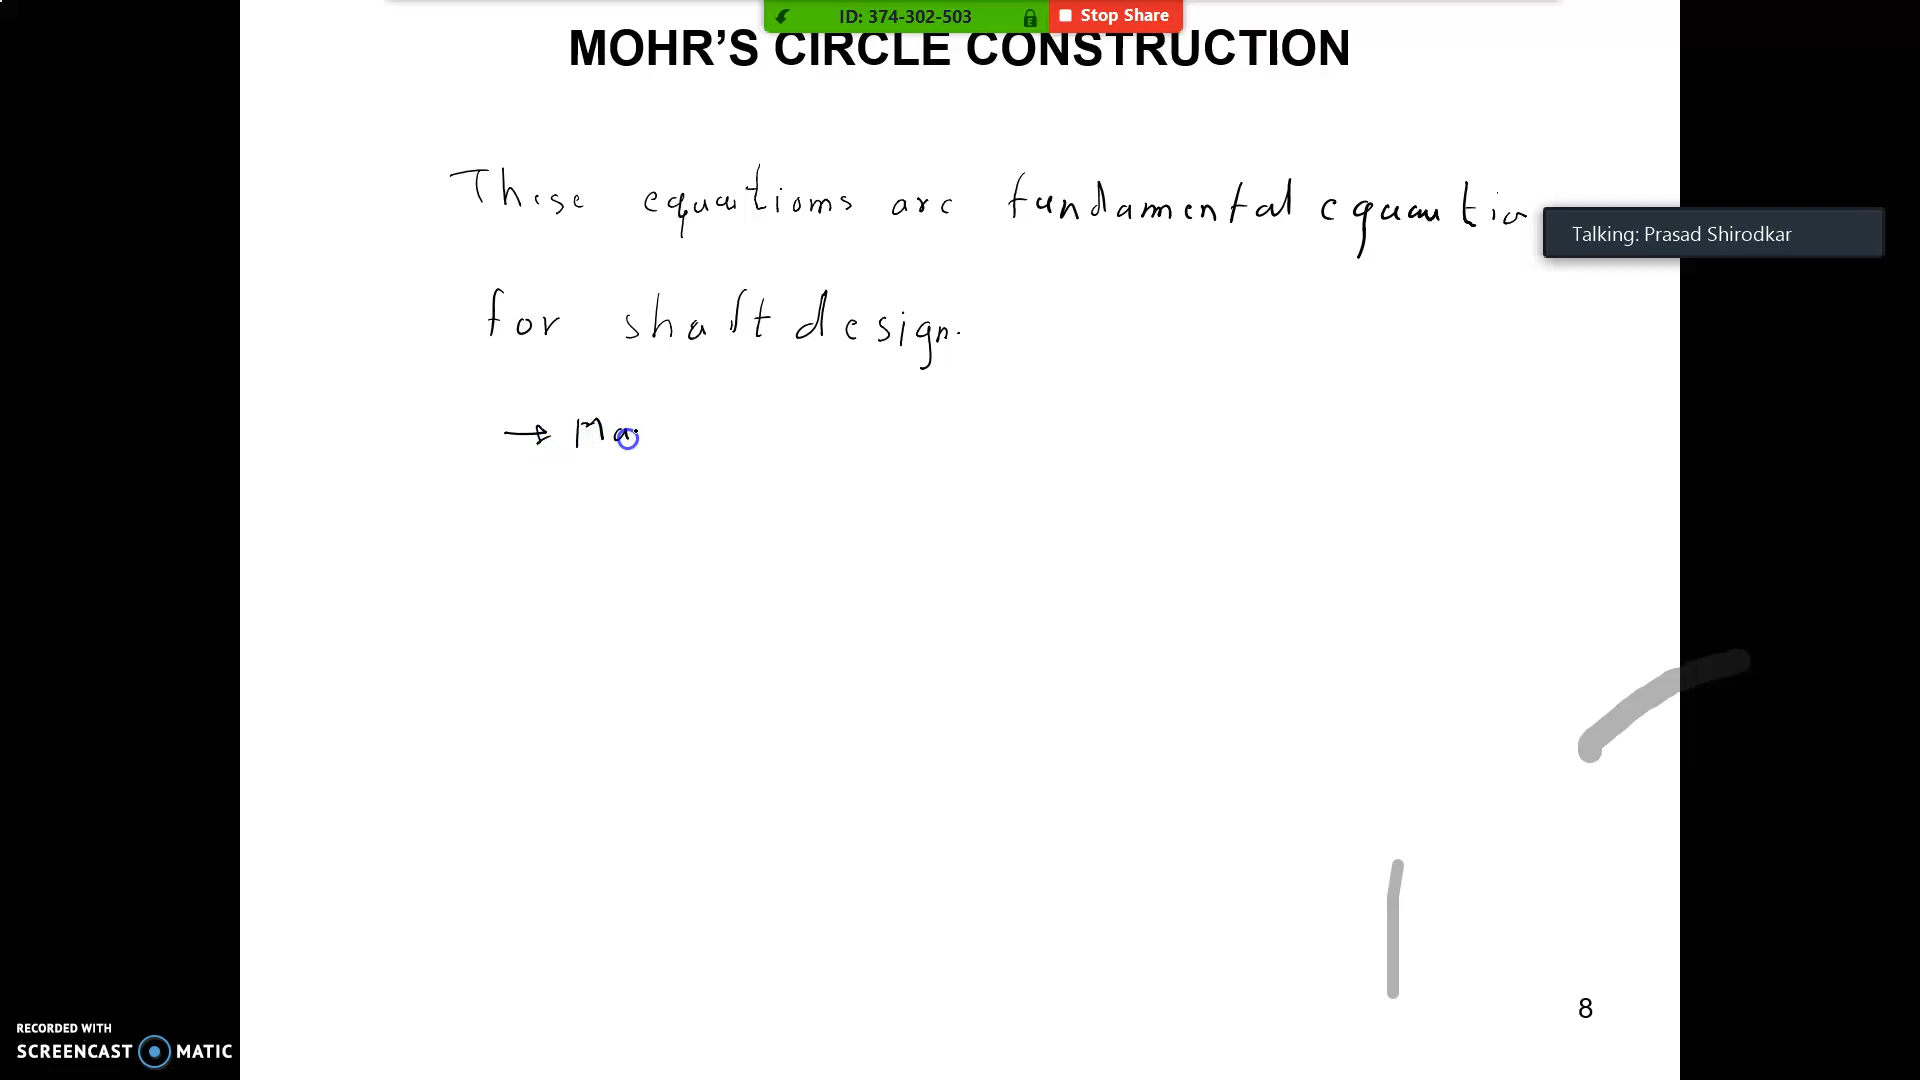 ID: 374-302-503
Stop Share
MOHR’S CIRCLE CONSTRUCTION
These equations are fundamental equatio
Talking: Prasad Shirodkar
for shaft design.
→ Ma
8
RECORDED WITH
SCREENCAST MATIC